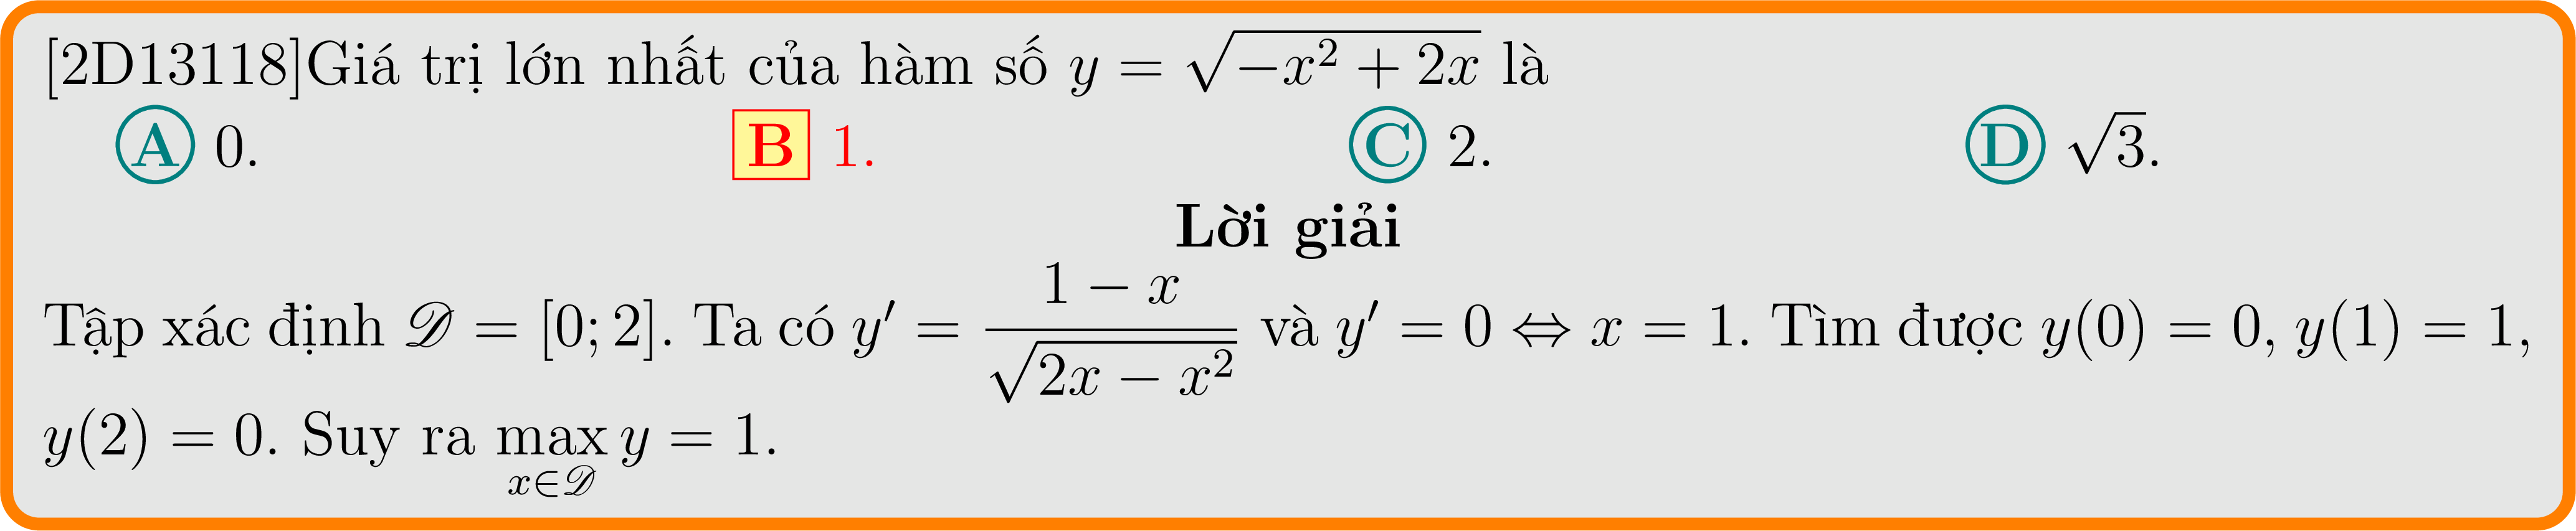 [2D13118]Giá trị lớn nhất của hàm số $y = \sqrt{-x^2 + 2x}$ là
A 0. B 1. C 2. D $\sqrt{3}$.
Lời giải
Tập xác định $\mathscr{D} = [0; 2]$. Ta có $y' = \dfrac{1 - x}{\sqrt{2x - x^2}}$ và $y' = 0 \Leftrightarrow x = 1$. Tìm được $y(0) = 0$, $y(1) = 1$,
$y(2) = 0$. Suy ra $\max\limits_{x \in \mathscr{D}} y = 1$.